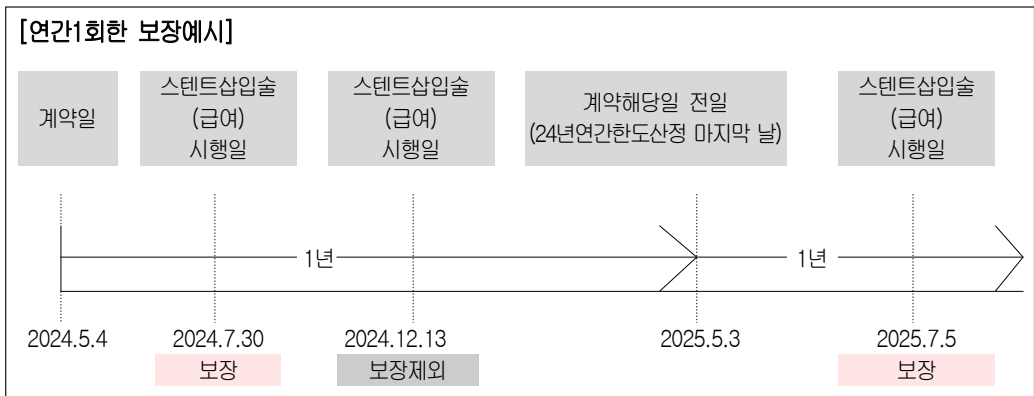 [연간1회한 보장예시]
계약일
스텐트삽입술
(급여)
시행일
스텐트삽입술
(급여)
시행일
계약해당일 전일
(24년연간한도산정 마지막 날)
스텐트삽입술
(급여)
시행일
1년
1년
2024.5.4
2024.7.30
2024.12.13
2025.5.3
2025.7.5
보장
보장제외
보장